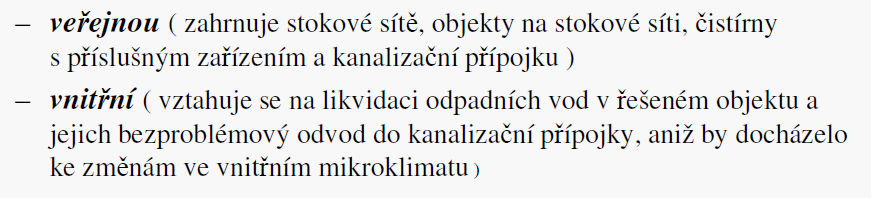 – veřejnou ( zahrnuje stokové sítě, objekty na stokové síti, čistírny
s příslušným zařízením a kanalizační přípojku )
– vnitřní ( vztahuje se na likvidaci odpadních vod v řešeném objektu a
jejich bezproblémový odvod do kanalizační přípojky, aniž by docházelo
ke změnám ve vnitřním mikroklimatu )